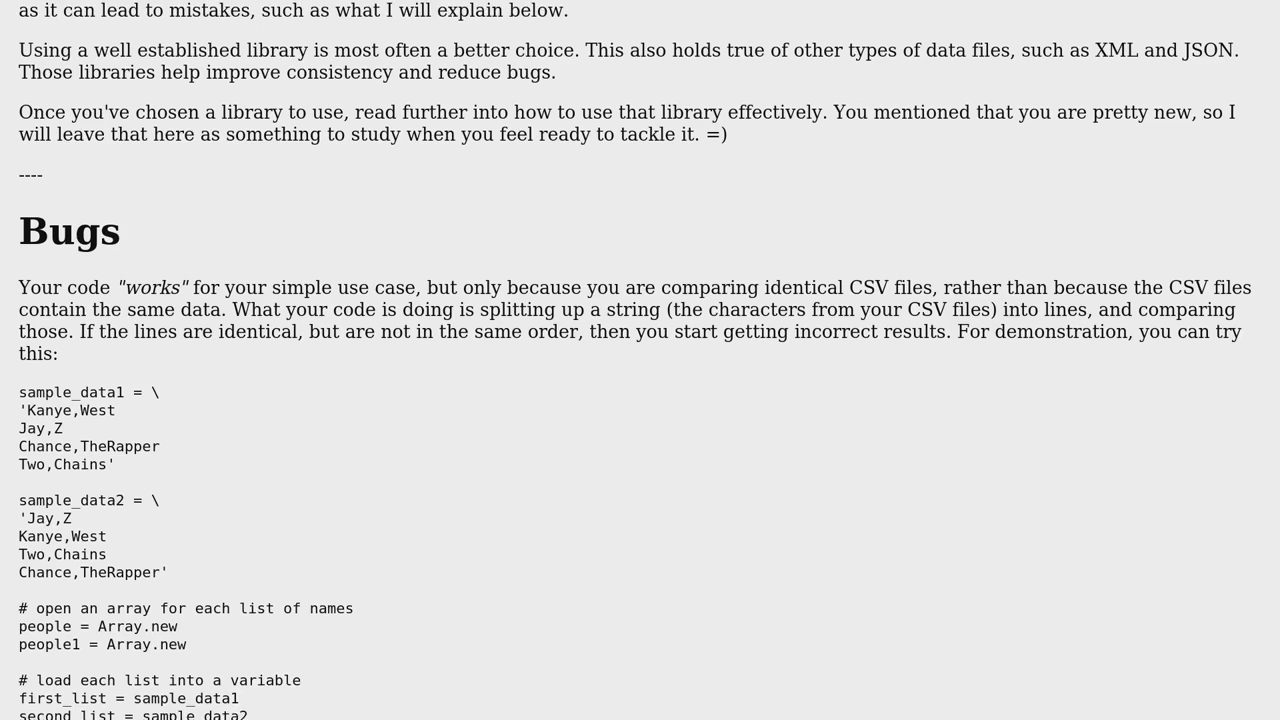 as it can lead to mistakes, such as what I will explain below.
Using a well established library is most often a better choice. This also holds true of other types of data files, such as XML and JSON.
Those libraries help improve consistency and reduce bugs.
Once you've chosen a library to use, read further into how to use that library effectively. You mentioned that you are pretty new, so I
will leave that here as something to study when you feel ready to tackle it. =)
----
Bugs
Your code "works" for your simple use case, but only because you are comparing identical CSV files, rather than because the CSV files
contain the same data. What your code is doing is splitting up a string (the characters from your CSV files) into lines, and comparing
those. If the lines are identical, but are not in the same order, then you start getting incorrect results. For demonstration, you can try
this:
sample_data1 = \
'Kanye,West
Jay,Z
Chance,TheRapper
Two,Chains'
sample_data2 = \
'Jay,Z
Kanye,West
Two,Chains
Chance,TheRapper'
# open an array for each list of names
people = Array.new
people1 = Array.new
# load each list into a variable
first_list = sample_data1
second_list = sample_data2